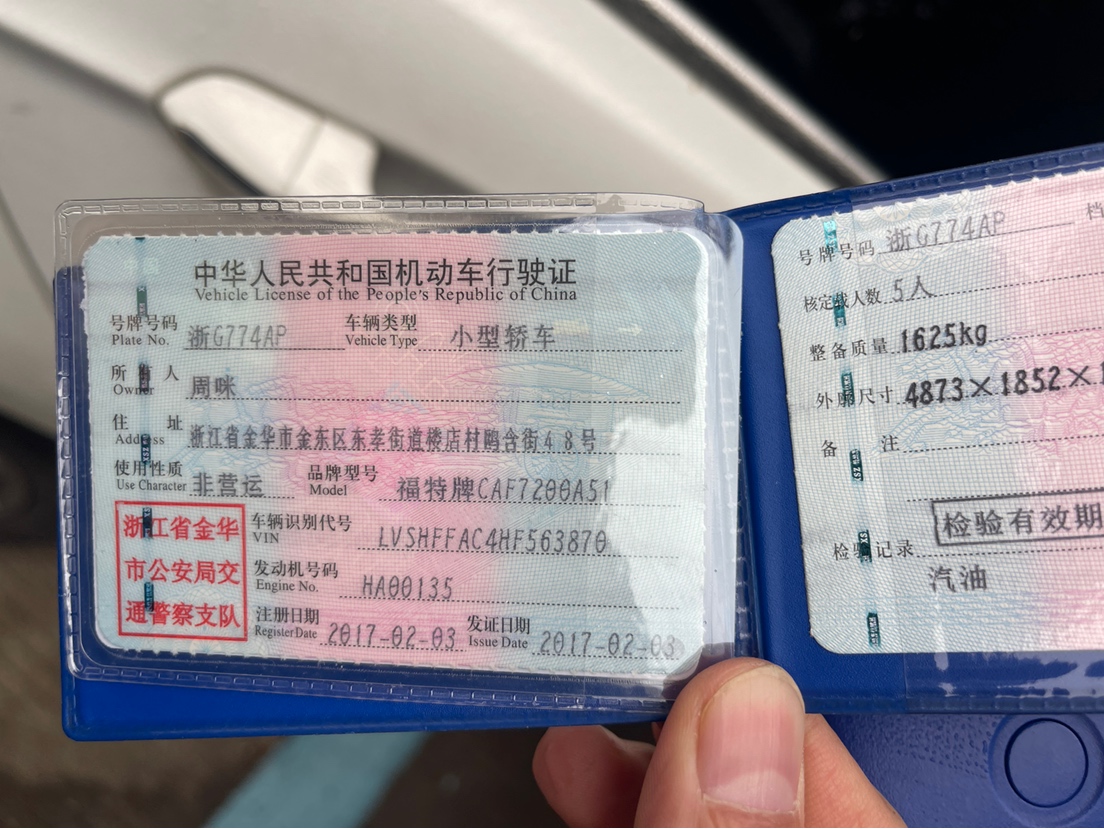 中华人民共和国机动车行驶证
Vehicle License of the People's Republic of China
号牌号码 浙G774AP 车辆类型 小型轿车
Plate No. Vehicle Type
所有人 周咪
Owner
住址 浙江省金华市金东区东孝街道楼店村鸥合街48号
Address
使用性质 非营运 品牌型号 福特牌CAF7200A51
Use Character Model
浙江省金华
市公安局交
通警察支队
车辆识别代号 LVSHFFAC4HF563870
VIN
发动机号码 HA00135
Engine No.
注册日期 2017-02-03 发证日期 2017-02-03
Register Date Issue Date
号牌号码 浙G774AP 档
核定载人数 5人
整备质量 1625kg
外廓尺寸 4873×1852×1
备注
检验有效期
检验记录
汽油